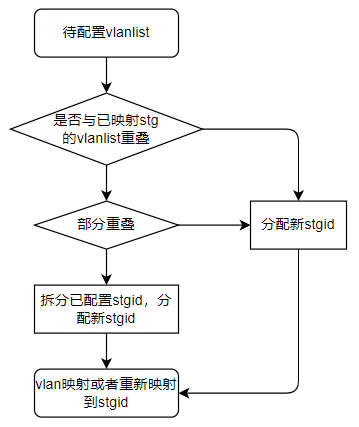 待配置vlanlist
是否与已映射stg
的vlanlist重叠
部分重叠
分配新stgid
拆分已配置stgid，分
配新stgid
vlan映射或者重新映射
到stgid